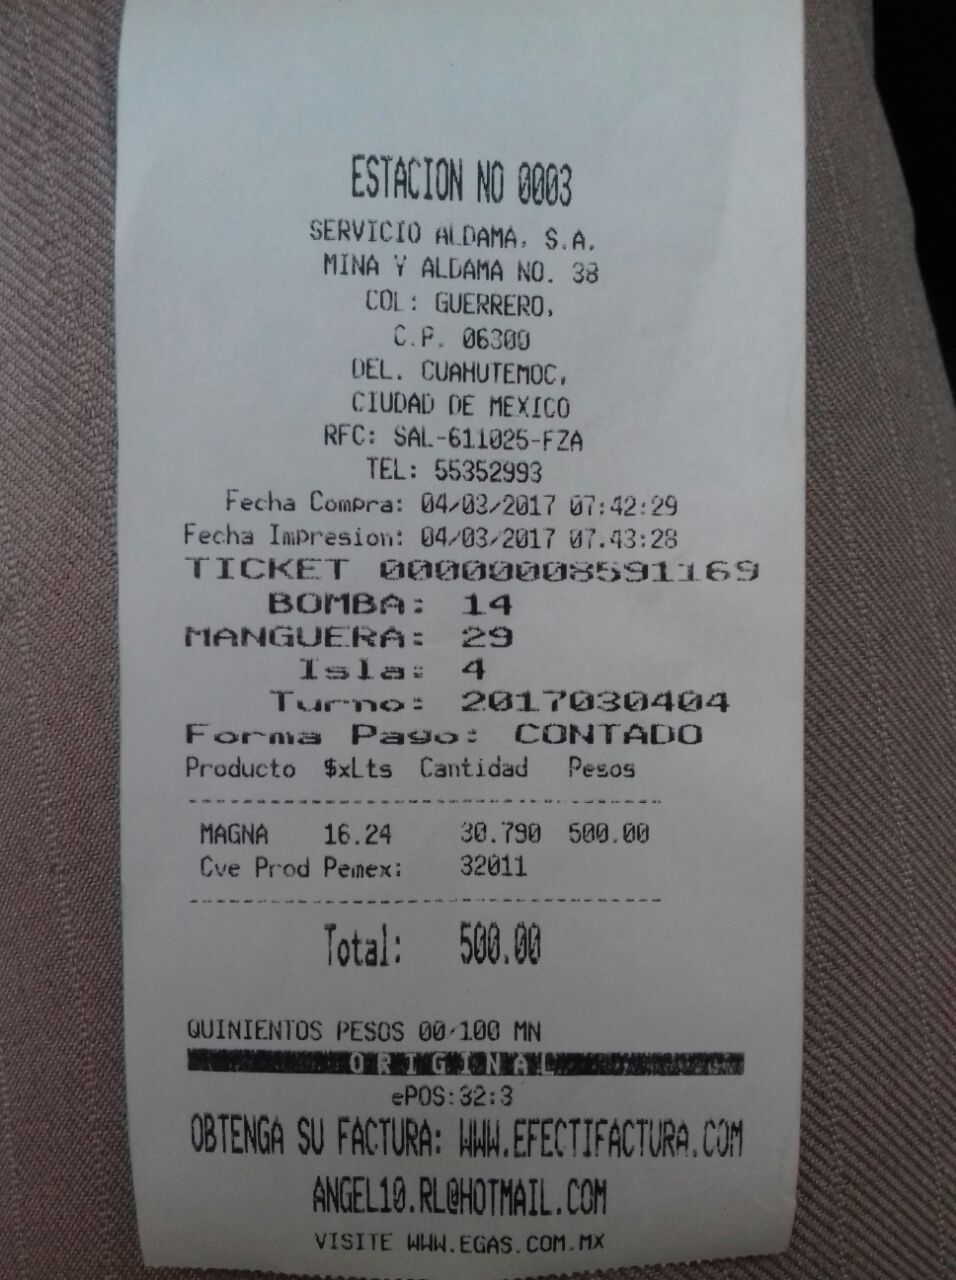 ESTACION NO 0003
SERVICIO ALDAMA, S.A.
MINA Y ALDAMA NO. 38
COL: GUERRERO,
C.P. 06300
DEL. CUAHUTEMOC,
CIUDAD DE MEXICO
RFC: SAL-611025-FZA
TEL: 55352993
Fecha Compra: 04/03/2017 07:42:29
Fecha Impresion: 04/03/2017 07:43:28
TICKET 00000008591169
BOMBA: 14
MANGUERA: 29
Isla: 4
Turno: 2017030404
Forma Pago: CONTADO
Producto $xLts Cantidad Pesos
MAGNA 16.24 30.790 500.00
Cve Prod Pemex: 32011
Total: 500.00
QUINIENTOS PESOS 00/100 MN
ORIGINAL
ePOS:32:3
OBTENGA SU FACTURA: WWW.EFECTIFACTURA.COM
ANGEL10.RL@HOTMAIL.COM
VISITE WWW.EGAS.COM.MX